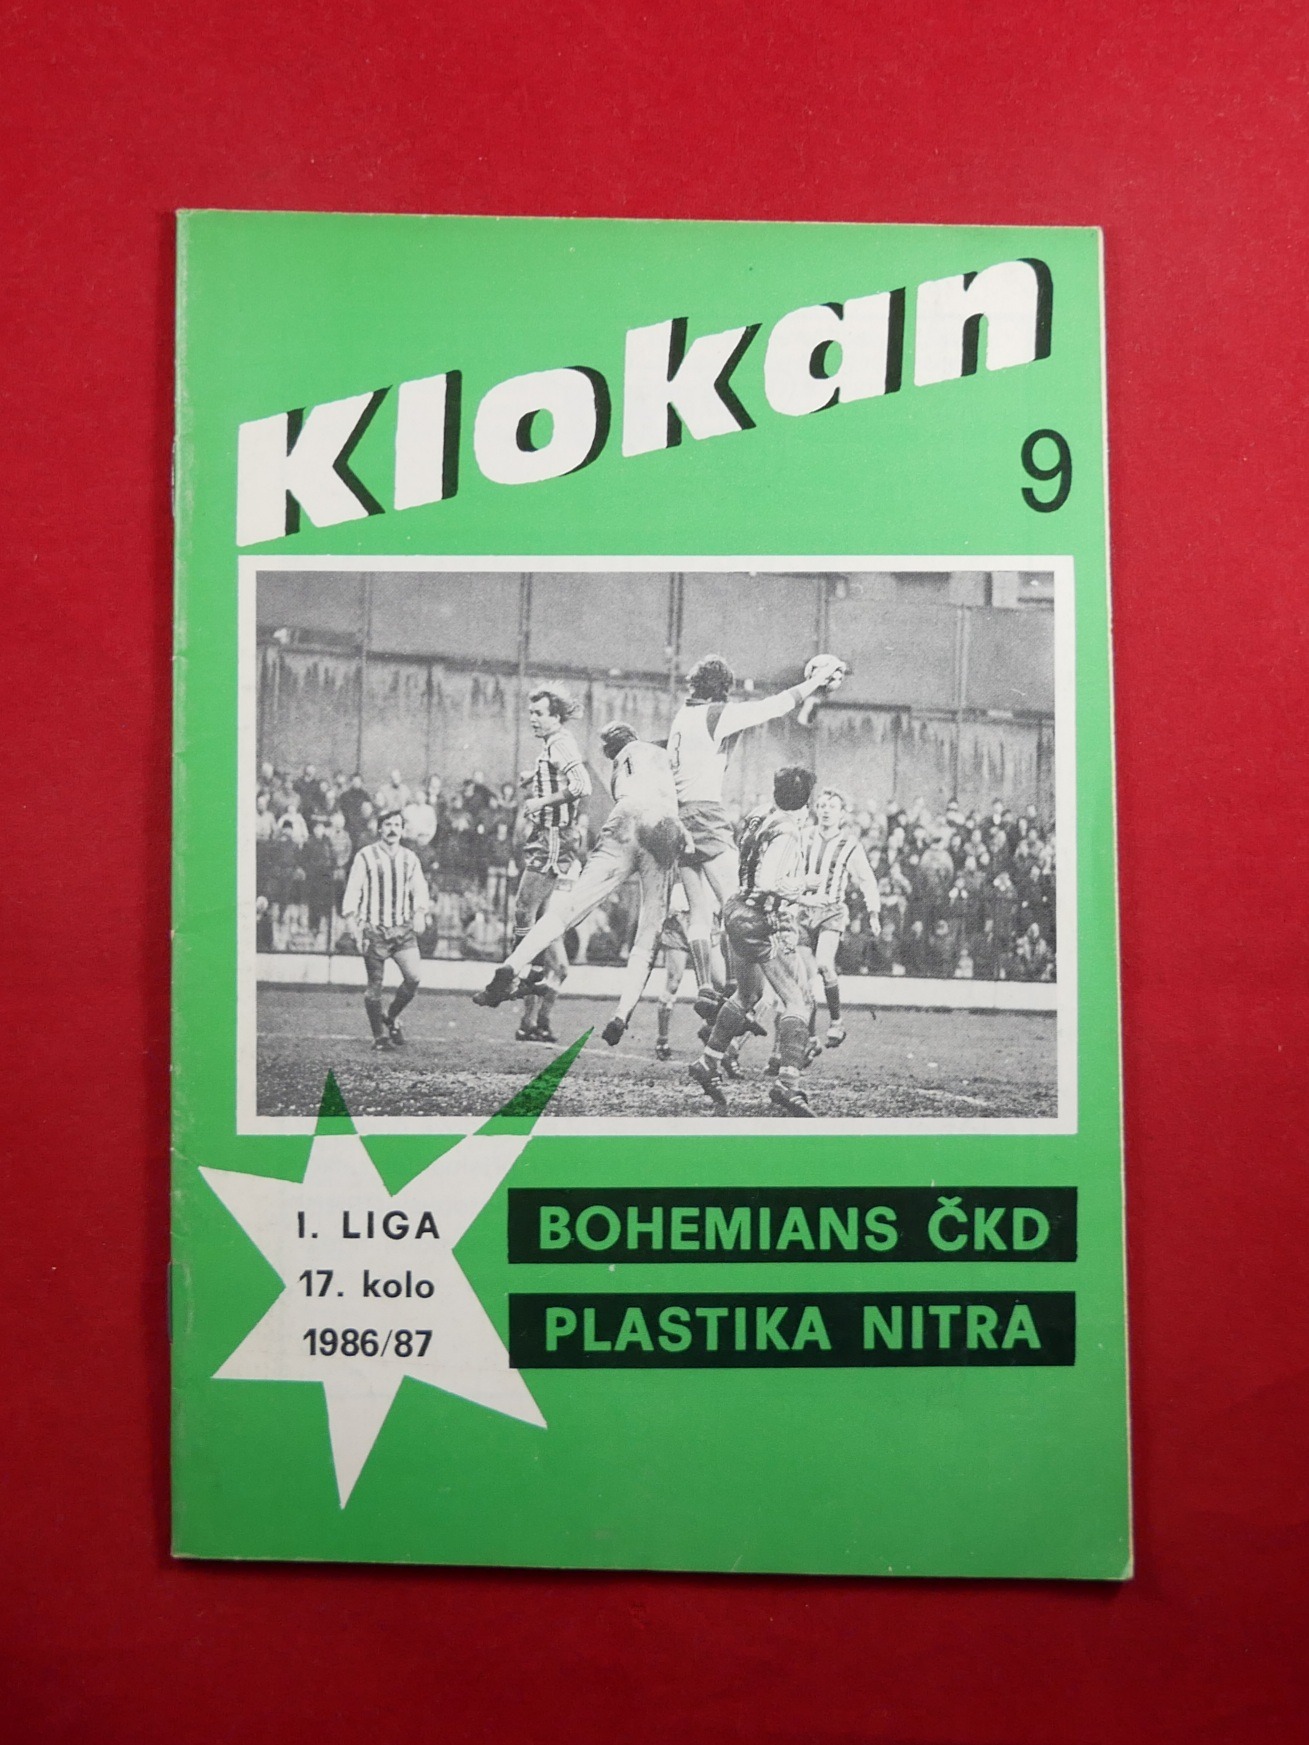 Klokan
9
I. LIGA
17. kolo
1986/87
BOHEMIANS ČKD
PLASTIKA NITRA